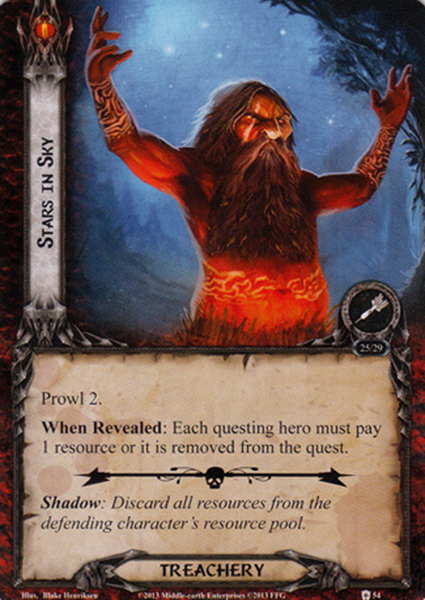 STARS IN SKY
25/29
Prowl 2.
When Revealed: Each questing hero must pay
1 resource or it is removed from the quest.
Shadow: Discard all resources from the
defending character's resource pool.
TREACHERY
Illus. Blake Henriksen
©2013 Middle-earth Enterprises ©2013 FFG
54